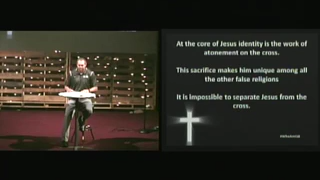 At the core of Jesus identity is the work of
atonement on the cross.
This sacrifice makes him unique among all
the other false religions
It is impossible to separate Jesus from the
cross.